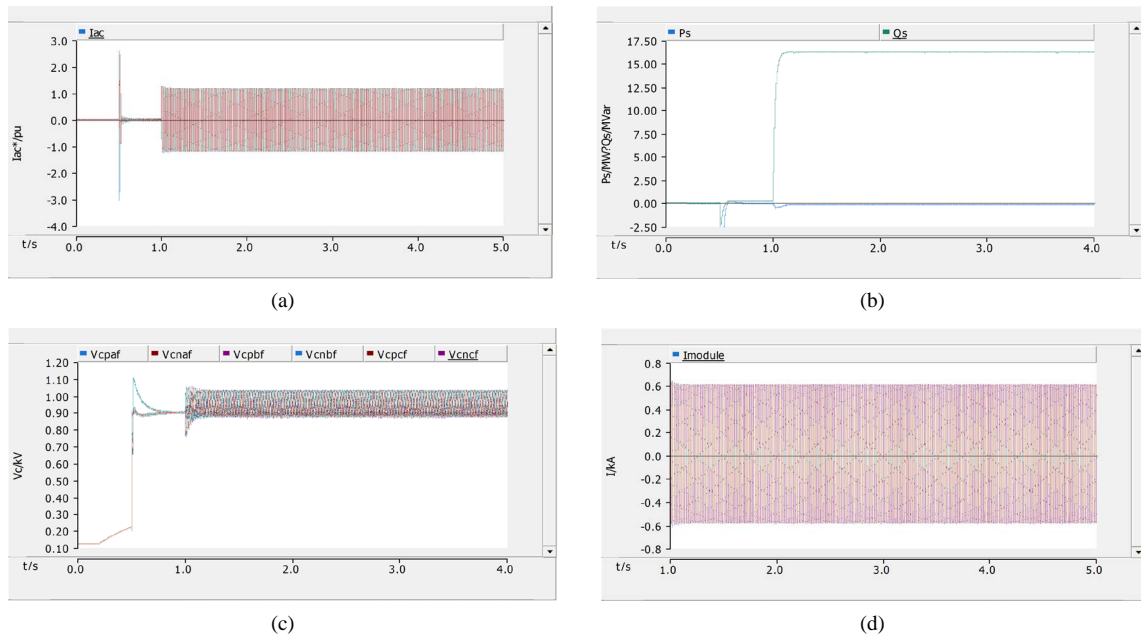 Iac
3.0
2.0
1.0
0.0
-1.0
-2.0
-3.0
-4.0
Iac*/pu
t/s
0.0 1.0 2.0 3.0 4.0 5.0
(a)
Ps Qs
17.50
15.00
12.50
10.00
7.50
5.00
2.50
0.00
-2.50
Ps/MW?Qs/MVar
t/s
0.0 1.0 2.0 3.0 4.0
(b)
Vcpaf Vcnaf Vcpbf Vcnbf Vcpcf Vcncf
1.20
1.10
1.00
0.90
0.80
0.70
0.60
0.50
0.40
0.30
0.20
0.10
Vc/kV
t/s
0.0 1.0 2.0 3.0 4.0
(c)
Imodule
0.8
0.6
0.4
0.2
0.0
-0.2
-0.4
-0.6
-0.8
I/kA
t/s
1.0 2.0 3.0 4.0 5.0
(d)